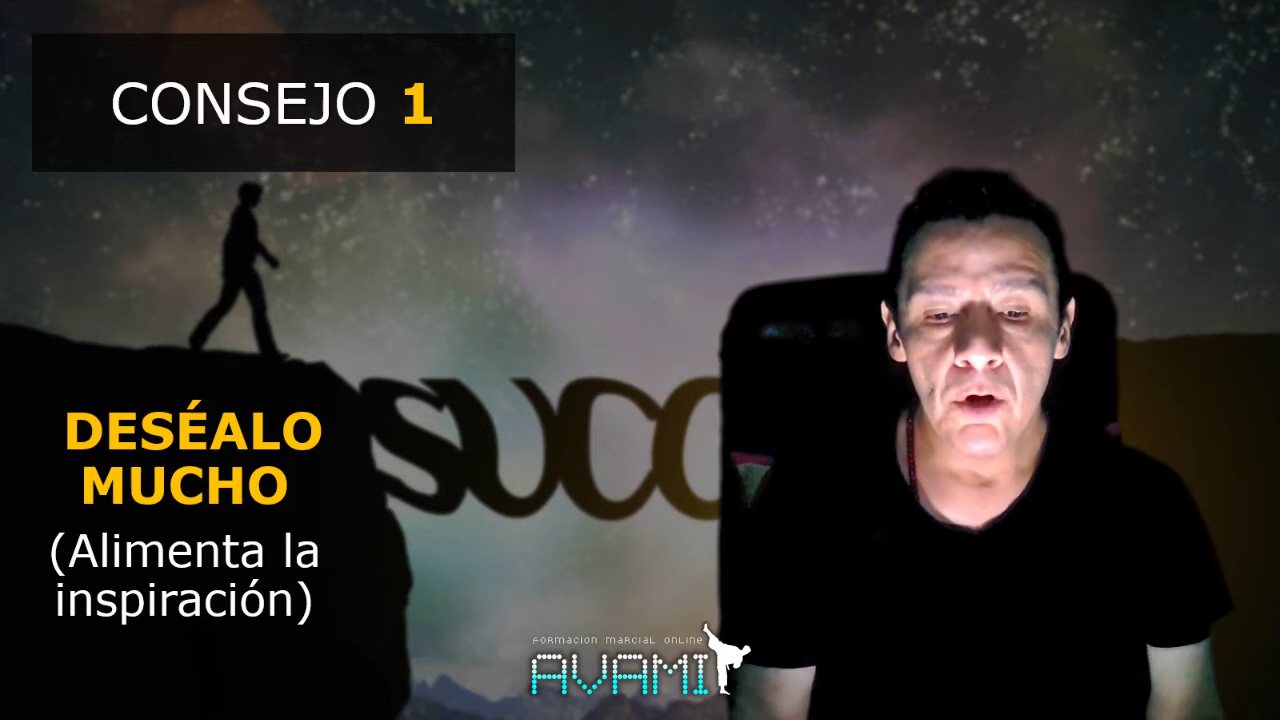 CONSEJO 1
SUCC
DESÉALO
MUCHO
(Alimenta la
inspiración)
FORMACION MARCIAL ONLINE
AVAMI